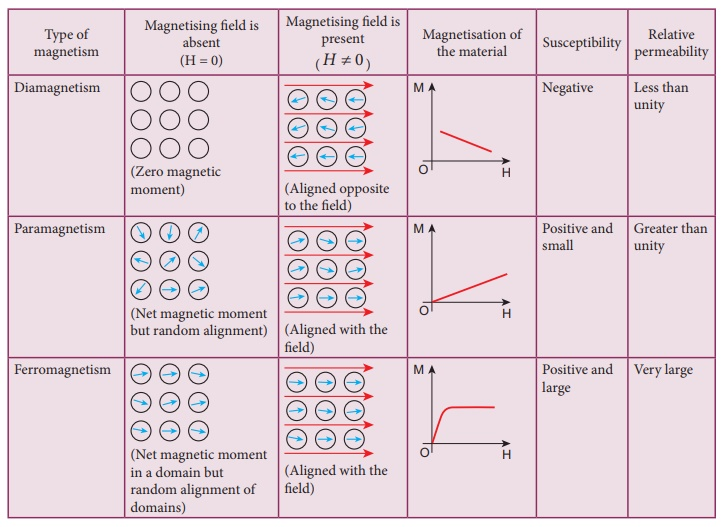 Type of
magnetism
Magnetising field is
absent
(H = 0)
Magnetising field is
present
( H ≠ 0 )
Magnetisation of
the material
Susceptibility
Relative
permeability
Diamagnetism
(Zero magnetic
moment)
(Aligned opposite
to the field)
M
O
H
Negative
Less than
unity
Paramagnetism
(Net magnetic moment
but random alignment)
(Aligned with the
field)
M
O
H
Positive and
small
Greater than
unity
Ferromagnetism
(Net magnetic moment
in a domain but
random alignment of
domains)
(Aligned with the
field)
M
O
H
Positive and
large
Very large